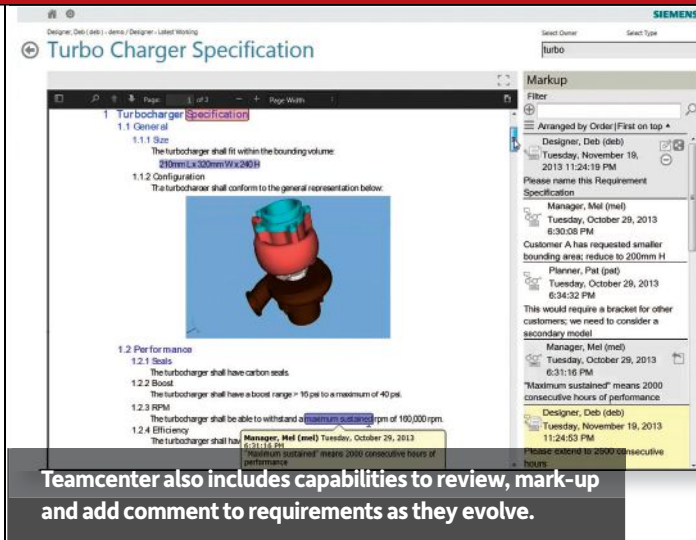 SIEMENS
Designer, Deb ( deb ) - demo / Designer - Latest Working
Turbo Charger Specification
Select Owner
Select Type
turbo
Page:
1 of 3
Page Width
Markup
Filter
Arranged by Order|First on top
1 Turbocharger Specification
1.1 General
1.1.1 Size
The turbocharger shall fit within the bounding volume:
210mm L x 320mm W x 240 H
1.1.2 Configuration
The turbocharger shall conform to the general representation below:
1.2 Performance
1.2.1 Seals
The turbocharger shall have carbon seals.
1.2.2 Boost
The turbocharger shall have a boost range > 16 psi to a maximum of 40 psi.
1.2.3 RPM
The turbocharger shall be able to withstand a maximum sustained rpm of 160,000 rpm.
1.2.4 Efficiency
The turbocharger shall hav
Manager, Mel (mel) Tuesday, October 29, 2013
6:31:16 PM
"Maximum sustained" means 2000 consecutive hours of
performance
Designer, Deb (deb)
Tuesday, November 19,
2013 11:24:19 PM
Please name this Requirement
Specification
Manager, Mel (mel)
Tuesday, October 29, 2013
6:30:08 PM
Customer A has requested smaller
bounding area; reduce to 200mm H
Planner, Pat (pat)
Tuesday, October 29, 2013
6:34:32 PM
This would require a bracket for other
customers; we need to consider a
secondary model
Manager, Mel (mel)
Tuesday, October 29, 2013
6:31:16 PM
"Maximum sustained" means 2000
consecutive hours of performance
Designer, Deb (deb)
Tuesday, November 19, 2013
11:24:53 PM
Please extend to 2500 consecutive
hours
Teamcenter also includes capabilities to review, mark-up
and add comment to requirements as they evolve.